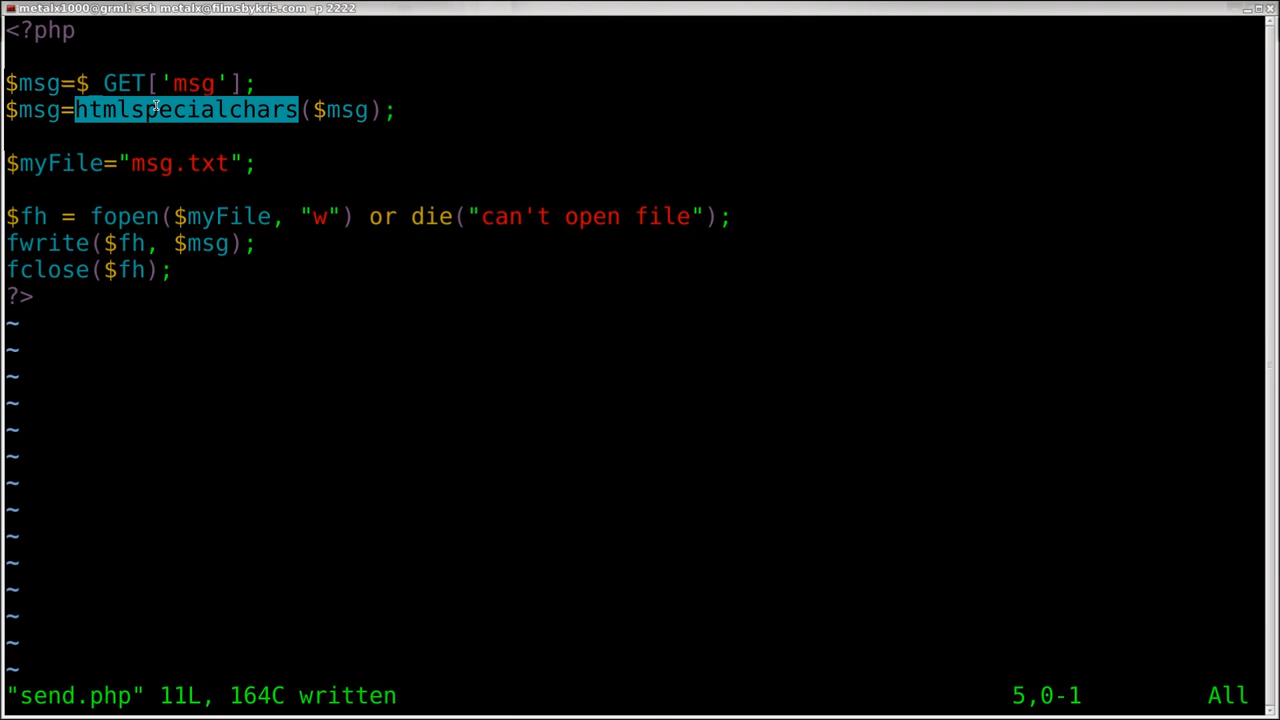 metalx1000@grml: ssh metalx@filmsbykris.com -p 2222
<?php
$msg=$_GET['msg'];
$msg=htmlspecialchars($msg);
$myFile="msg.txt";
$fh = fopen($myFile, "w") or die("can't open file");
fwrite($fh, $msg);
fclose($fh);
?>
~
~
~
~
~
~
~
~
~
~
~
~
~
~
"send.php" 11L, 164C written 5,0-1 All